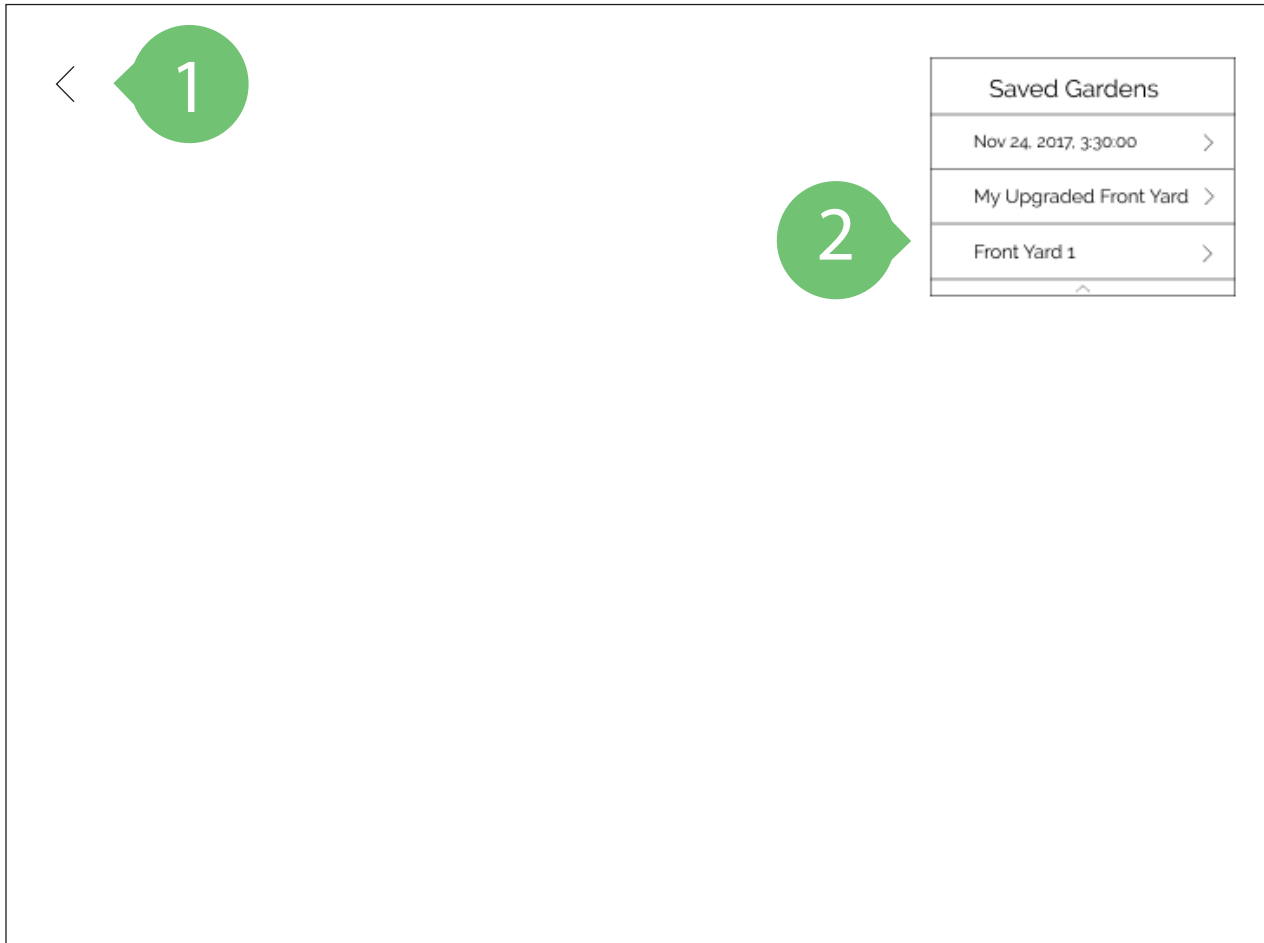 1
Saved Gardens
Nov 24, 2017, 3:30:00
My Upgraded Front Yard
2
Front Yard 1